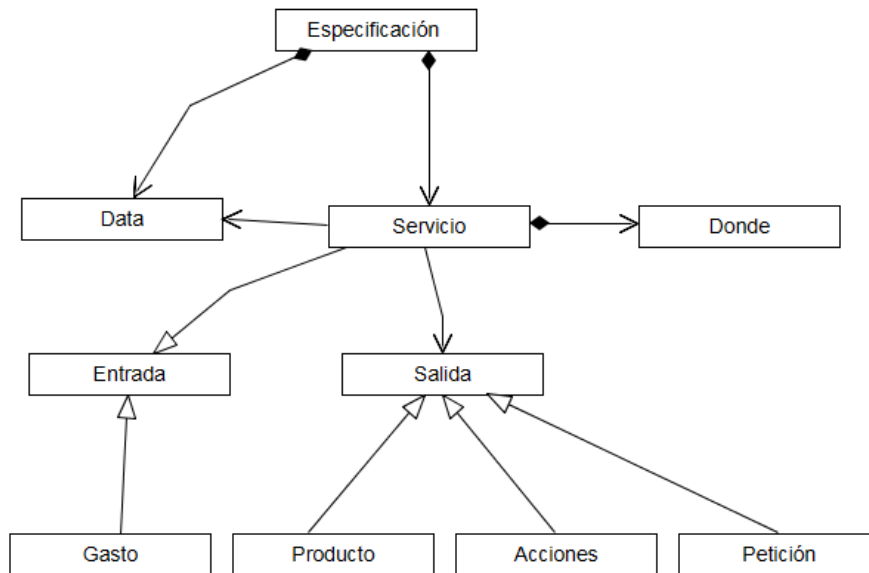 Especificación
Data
Servicio
Donde
Entrada
Salida
Gasto
Producto
Acciones
Petición